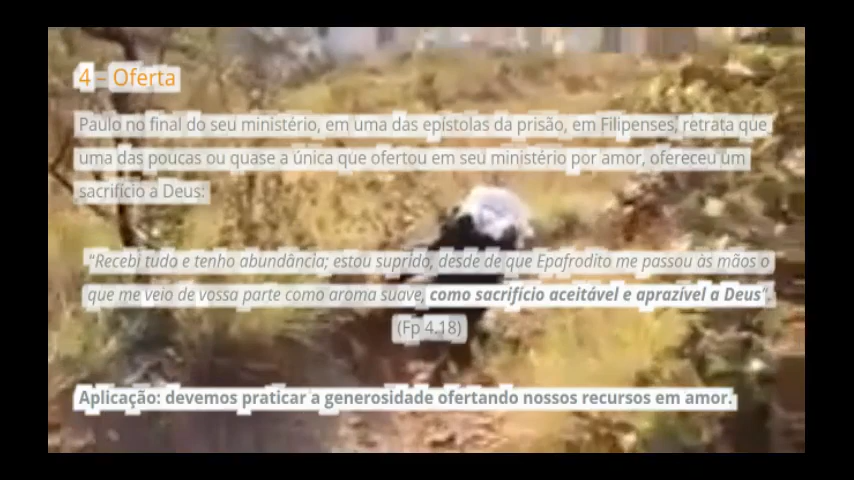 4 – Oferta
Paulo no final do seu ministério, em uma das epístolas da prisão, em Filipenses, retrata que
uma das poucas ou quase a única que ofertou em seu ministério por amor, ofereceu um
sacrifício a Deus:
“Recebi tudo e tenho abundância; estou suprido, desde de que Epafrodito me passou às mãos o
que me veio de vossa parte como aroma suave, como sacrifício aceitável e aprazível a Deus”.
(Fp 4.18)
Aplicação: devemos praticar a generosidade ofertando nossos recursos em amor.